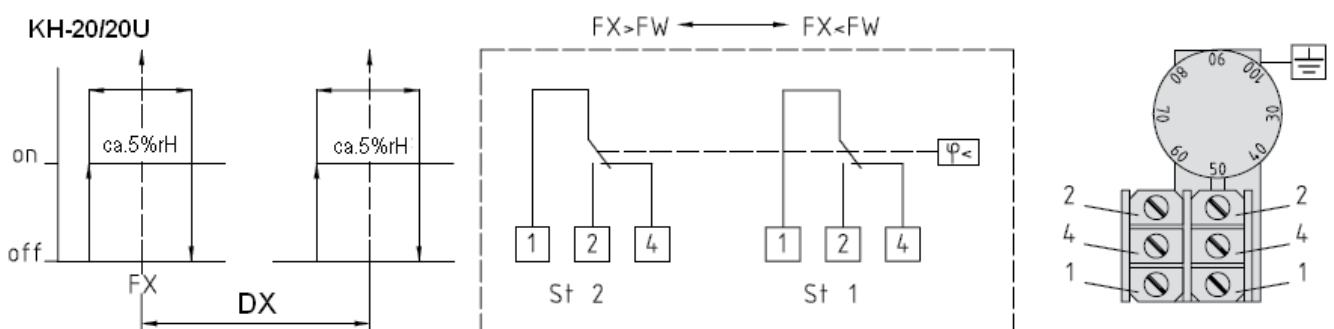 KH-20/20U
FX>FW FX<FW
ca.5%rH ca.5%rH
on
off
FX
DX
φ<
1 2 4 1 2 4
St 2 St 1
30 40 50 60 70 80 90 100
2 2
4 4
1 1